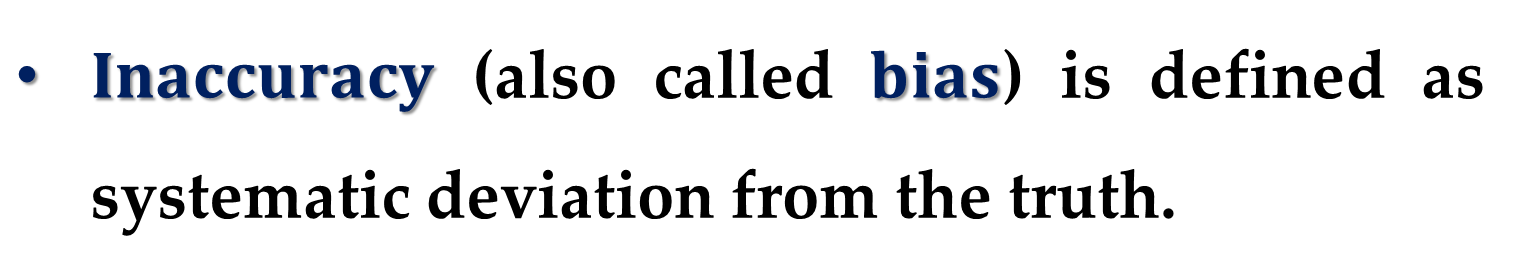 • Inaccuracy (also called bias) is defined as
systematic deviation from the truth.